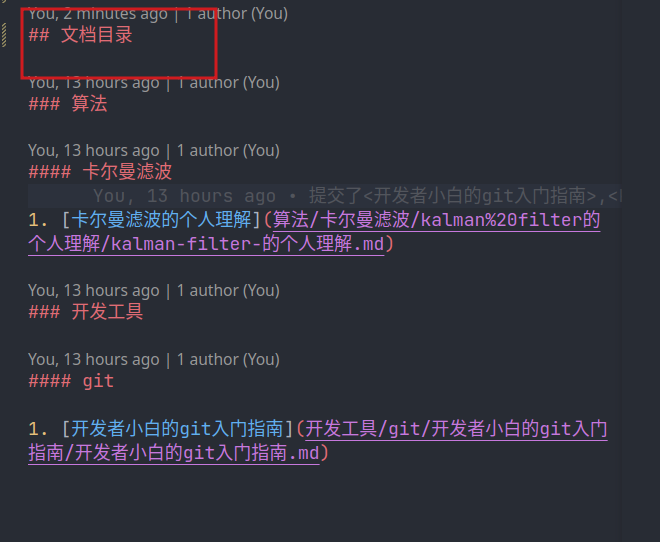 You, 2 minutes ago | 1 author (You)
## 文档目录
You, 13 hours ago | 1 author (You)
### 算法
You, 13 hours ago | 1 author (You)
#### 卡尔曼滤波
You, 13 hours ago • 提交了<开发者小白的git入门指南>,<
1. [卡尔曼滤波的个人理解](算法/卡尔曼滤波/kalman%20filter的
个人理解/kalman-filter-的个人理解.md)
You, 13 hours ago | 1 author (You)
### 开发工具
You, 13 hours ago | 1 author (You)
#### git
1. [开发者小白的git入门指南](开发工具/git/开发者小白的git入门
指南/开发者小白的git入门指南.md)